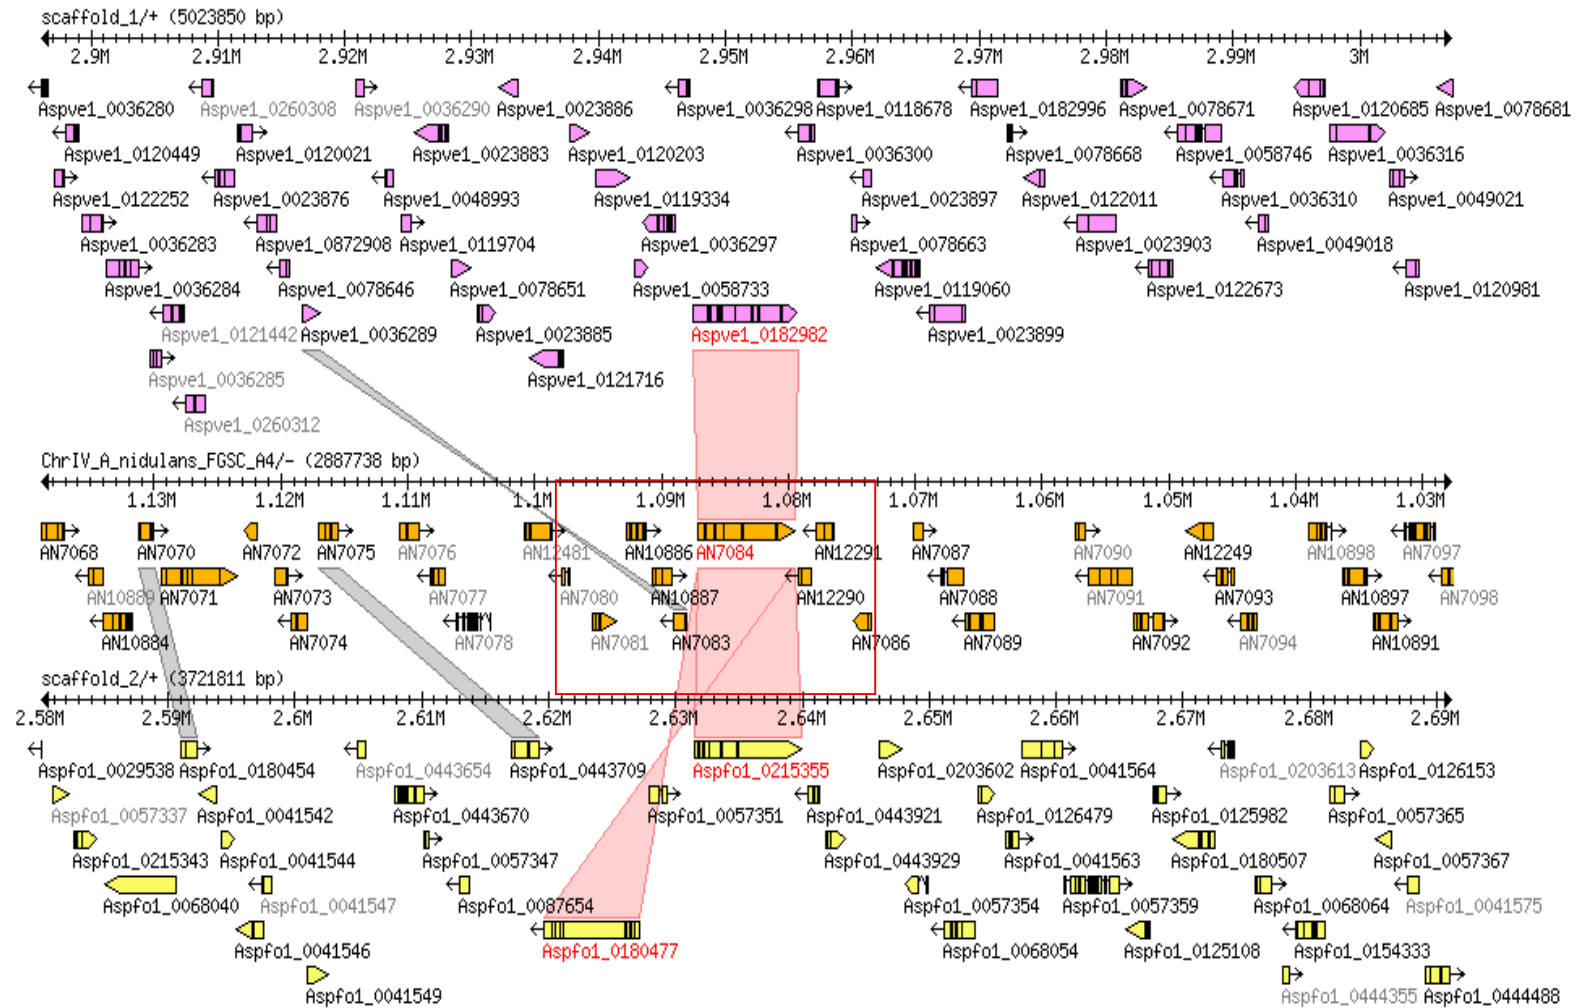 scaffold_1/+ (5023850 bp)
2.9M 2.91M 2.92M 2.93M 2.94M 2.95M 2.96M 2.97M 2.98M 2.99M 3M
Aspve1_0036280 Aspve1_0260308 Aspve1_0036290 Aspve1_0023886 Aspve1_0036298 Aspve1_0118678 Aspve1_0182996 Aspve1_0078671 Aspve1_0120685 Aspve1_0078681
Aspve1_0120449 Aspve1_0120021 Aspve1_0023883 Aspve1_0120203 Aspve1_0036300 Aspve1_0078668 Aspve1_0058746 Aspve1_0036316
Aspve1_0122252 Aspve1_0023876 Aspve1_0048993 Aspve1_0119334 Aspve1_0023897 Aspve1_0122011 Aspve1_0036310 Aspve1_0049021
Aspve1_0036283 Aspve1_0872908 Aspve1_0119704 Aspve1_0036297 Aspve1_0078663 Aspve1_0023903 Aspve1_0049018
Aspve1_0036284 Aspve1_0078646 Aspve1_0078651 Aspve1_0058733 Aspve1_0119060 Aspve1_0122673 Aspve1_0120981
Aspve1_0121442 Aspve1_0036289 Aspve1_0023885 Aspve1_0182982 Aspve1_0023899
Aspve1_0036285 Aspve1_0121716
Aspve1_0260312
ChrIV_A_nidulans_FGSC_A4/- (2887738 bp)
1.13M 1.12M 1.11M 1.1M 1.09M 1.08M 1.07M 1.06M 1.05M 1.04M 1.03M
AN7068 AN7070 AN7072 AN7075 AN7076 AN12481 AN10886 AN7084 AN12291 AN7087 AN7090 AN12249 AN10898 AN7097
AN10889 AN7071 AN7073 AN7077 AN7080 AN10887 AN12290 AN7088 AN7091 AN7093 AN10897 AN7098
AN10884 AN7074 AN7078 AN7081 AN7083 AN7086 AN7089 AN7092 AN7094 AN10891
scaffold_2/+ (3721811 bp)
2.58M 2.59M 2.6M 2.61M 2.62M 2.63M 2.64M 2.65M 2.66M 2.67M 2.68M 2.69M
Aspfo1_0029538 Aspfo1_0180454 Aspfo1_0443654 Aspfo1_0443709 Aspfo1_0215355 Aspfo1_0203602 Aspfo1_0041564 Aspfo1_0203613 Aspfo1_0126153
Aspfo1_0057337 Aspfo1_0041542 Aspfo1_0443670 Aspfo1_0057351 Aspfo1_0443921 Aspfo1_0126479 Aspfo1_0125982 Aspfo1_0057365
Aspfo1_0215343 Aspfo1_0041544 Aspfo1_0057347 Aspfo1_0443929 Aspfo1_0041563 Aspfo1_0180507 Aspfo1_0057367
Aspfo1_0068040 Aspfo1_0041547 Aspfo1_0087654 Aspfo1_0057354 Aspfo1_0057359 Aspfo1_0068064 Aspfo1_0041575
Aspfo1_0041546 Aspfo1_0180477 Aspfo1_0068054 Aspfo1_0125108 Aspfo1_0154333
Aspfo1_0041549 Aspfo1_0444355 Aspfo1_0444488